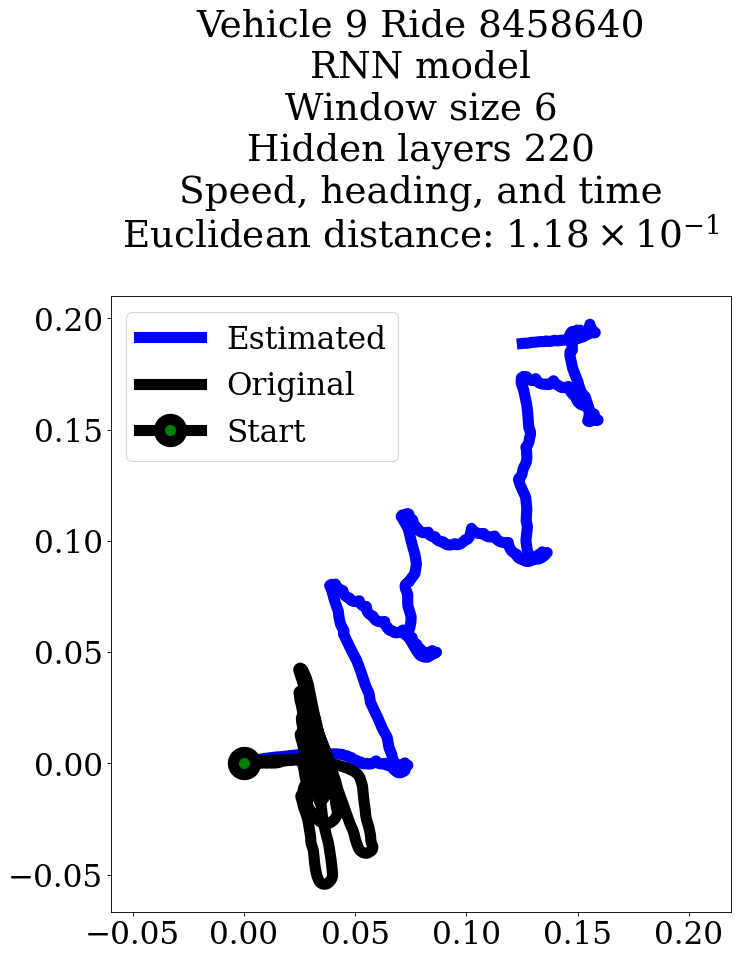 Vehicle 9 Ride 8458640
RNN model
Window size 6
Hidden layers 220
Speed, heading, and time
Euclidean distance: 1.18 × 10⁻¹
Estimated
Original
Start
0.20
0.15
0.10
0.05
0.00
−0.05
−0.05 0.00 0.05 0.10 0.15 0.20